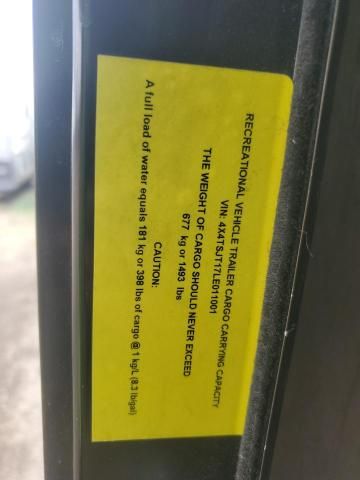 RECREATIONAL VEHICLE TRAILER CARGO CARRYING CAPACITY
VIN: 4X4TSJT17LE011001
THE WEIGHT OF CARGO SHOULD NEVER EXCEED
677 kg or 1493 lbs
CAUTION:
A full load of water equals 181 kg or 398 lbs of cargo @ 1 kg/L (8.3 lb/gal)